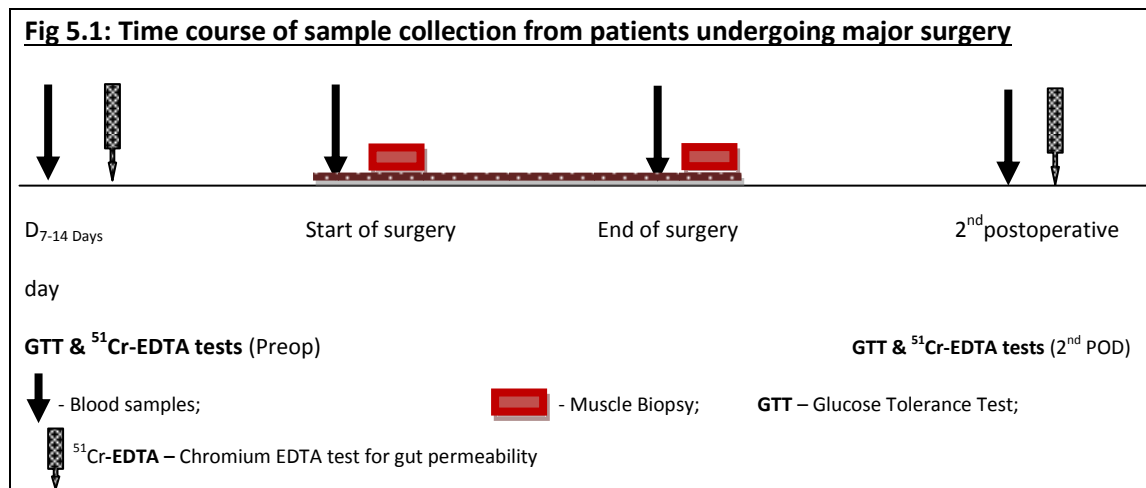 Fig 5.1: Time course of sample collection from patients undergoing major surgery
D7-14 Days Start of surgery End of surgery 2nd postoperative
day
GTT & 51Cr-EDTA tests (Preop) GTT & 51Cr-EDTA tests (2nd POD)
- Blood samples; - Muscle Biopsy; GTT – Glucose Tolerance Test;
51Cr-EDTA – Chromium EDTA test for gut permeability